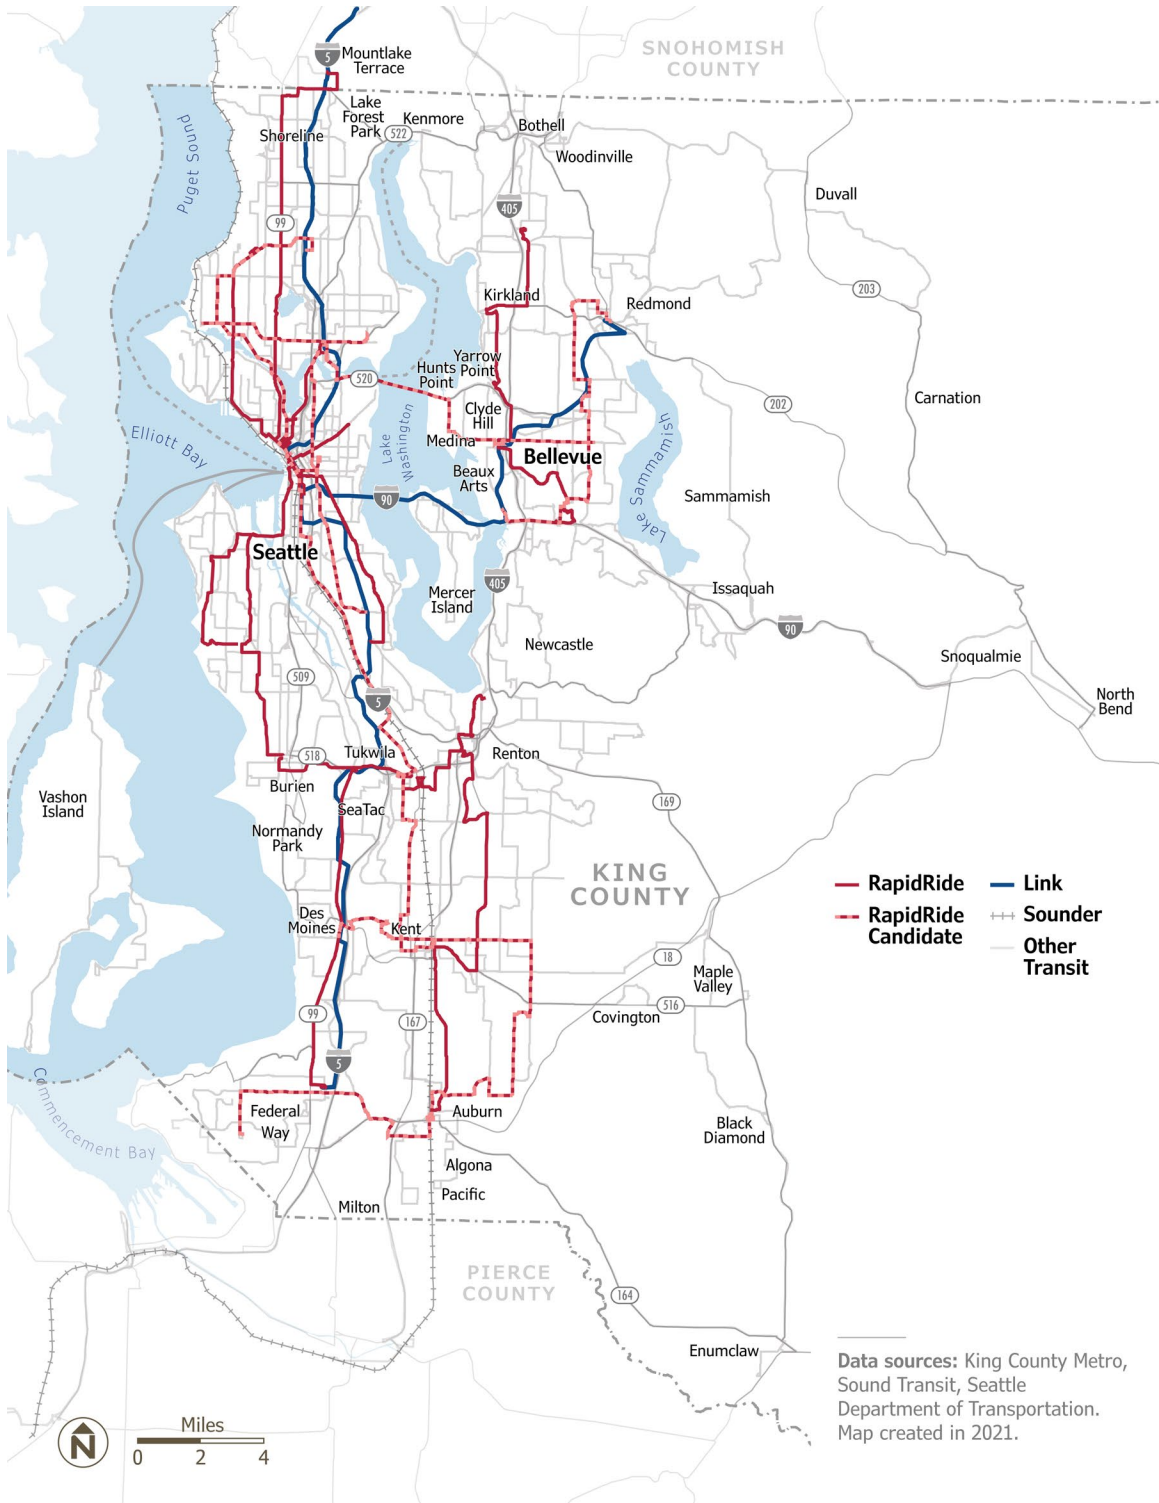 SNOHOMISH
COUNTY
5
Mountlake
Terrace
Lake
Forest
Park
Kenmore
522
Shoreline
Bothell
Woodinville
Puget Sound
405
Duvall
99
203
Kirkland
Redmond
Yarrow
Point
Hunts
Point
520
Clyde
Hill
202
Carnation
Elliott Bay
Lake
Washington
Medina
Bellevue
Lake Sammamish
Beaux
Arts
90
Sammamish
Seattle
405
Mercer
Island
Issaquah
90
Newcastle
Snoqualmie
509
5
North
Bend
518
Tukwila
Renton
Burien
Vashon
Island
SeaTac
169
Normandy
Park
KING
COUNTY
RapidRide
RapidRide
Candidate
Link
Sounder
Other
Transit
Des
Moines
Kent
18
Maple
Valley
99
167
516
Covington
5
Commencement Bay
Federal
Way
Auburn
Black
Diamond
Algona
Pacific
Milton
PIERCE
COUNTY
164
Enumclaw
Data sources: King County Metro,
Sound Transit, Seattle
Department of Transportation.
Map created in 2021.
N
Miles
0 2 4